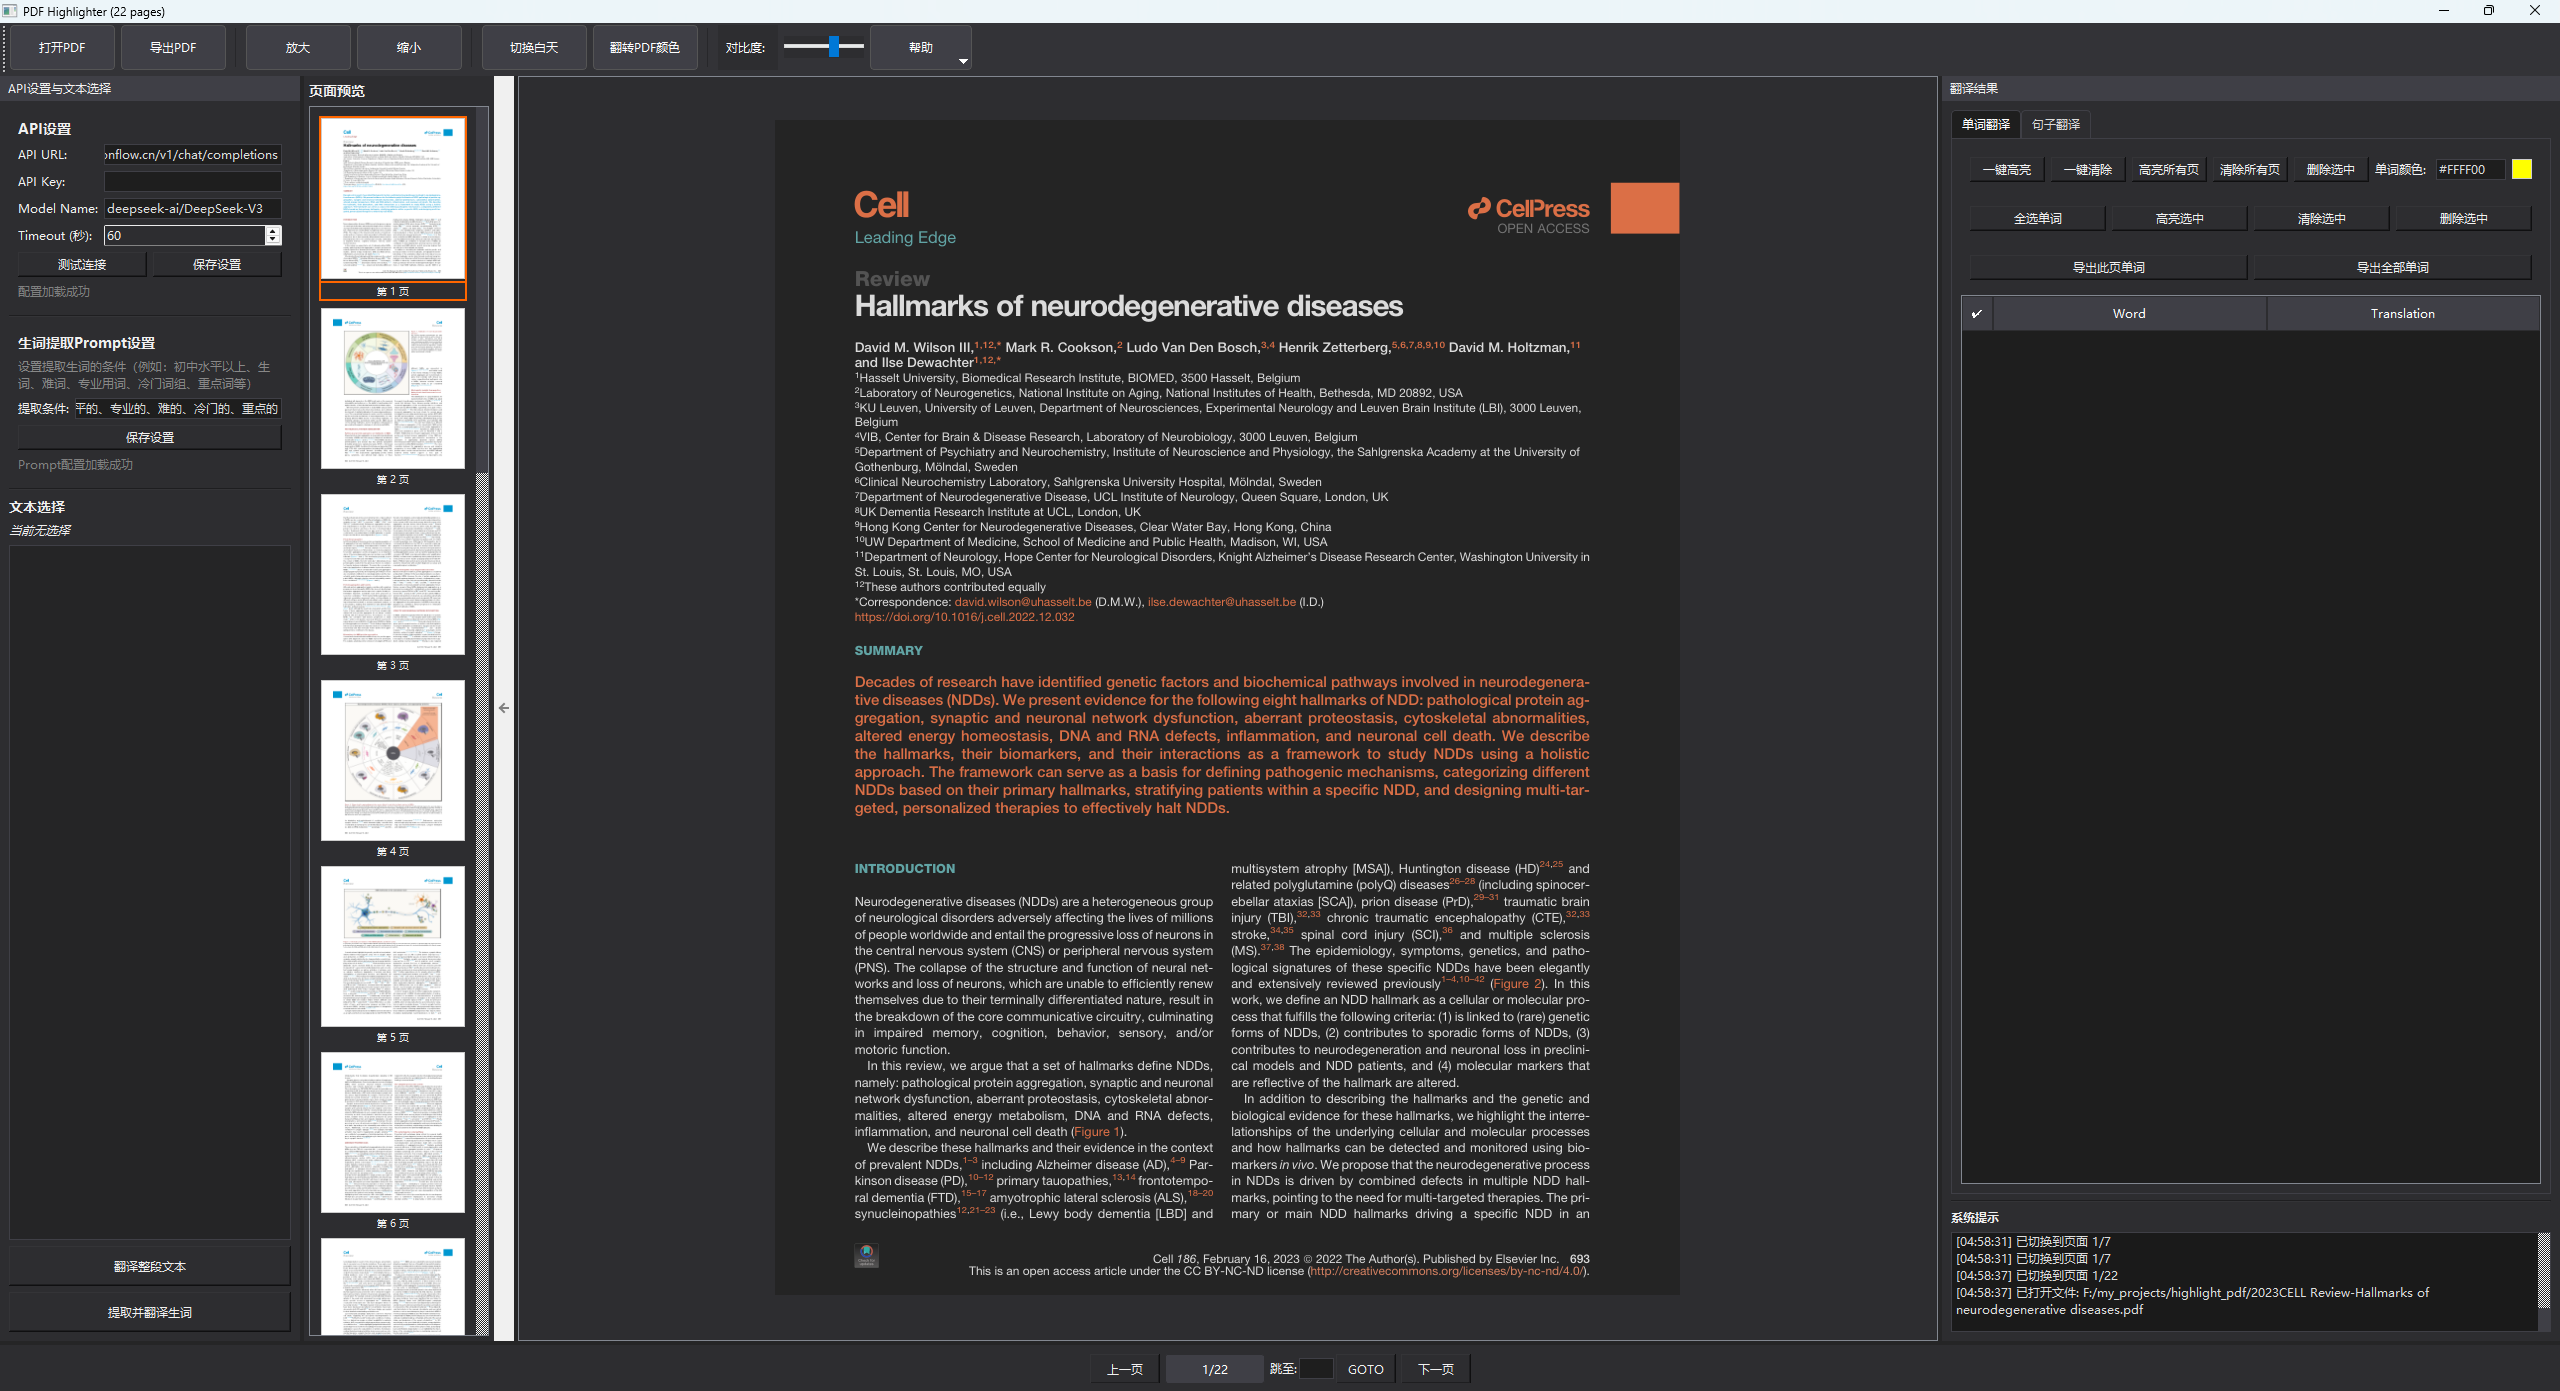 PDF Highlighter (22 pages)
打开PDF
导出PDF
放大
缩小
切换白天
翻转PDF颜色
对比度:
帮助
API设置与文本选择
API设置
API URL: onflow.cn/v1/chat/completions
API Key:
Model Name: deepseek-ai/DeepSeek-V3
Timeout (秒): 60
测试连接
保存设置
配置加载成功
生词提取Prompt设置
设置提取生词的条件（例如：初中水平以上、生
词、难词、专业用词、冷门词组、重点词等）
提取条件: 平的、专业的、难的、冷门的、重点的
保存设置
Prompt配置加载成功
文本选择
当前无选择
翻译整段文本
提取并翻译生词
页面预览
第 1 页
第 2 页
第 3 页
第 4 页
第 5 页
第 6 页
Cell
Leading Edge
CellPress
OPEN ACCESS
Review
Hallmarks of neurodegenerative diseases
David M. Wilson III,1,12,* Mark R. Cookson,2 Ludo Van Den Bosch,3,4 Henrik Zetterberg,5,6,7,8,9,10 David M. Holtzman,11
and Ilse Dewachter1,12,*
1Hasselt University, Biomedical Research Institute, BIOMED, 3500 Hasselt, Belgium
2Laboratory of Neurogenetics, National Institute on Aging, National Institutes of Health, Bethesda, MD 20892, USA
3KU Leuven, University of Leuven, Department of Neurosciences, Experimental Neurology and Leuven Brain Institute (LBI), 3000 Leuven,
Belgium
4VIB, Center for Brain & Disease Research, Laboratory of Neurobiology, 3000 Leuven, Belgium
5Department of Psychiatry and Neurochemistry, Institute of Neuroscience and Physiology, the Sahlgrenska Academy at the University of
Gothenburg, Mölndal, Sweden
6Clinical Neurochemistry Laboratory, Sahlgrenska University Hospital, Mölndal, Sweden
7Department of Neurodegenerative Disease, UCL Institute of Neurology, Queen Square, London, UK
8UK Dementia Research Institute at UCL, London, UK
9Hong Kong Center for Neurodegenerative Diseases, Clear Water Bay, Hong Kong, China
10UW Department of Medicine, School of Medicine and Public Health, Madison, WI, USA
11Department of Neurology, Hope Center for Neurological Disorders, Knight Alzheimer's Disease Research Center, Washington University in
St. Louis, St. Louis, MO, USA
12These authors contributed equally
*Correspondence: david.wilson@uhasselt.be (D.M.W.), ilse.dewachter@uhasselt.be (I.D.)
https://doi.org/10.1016/j.cell.2022.12.032
SUMMARY
Decades of research have identified genetic factors and biochemical pathways involved in neurodegenera-
tive diseases (NDDs). We present evidence for the following eight hallmarks of NDD: pathological protein ag-
gregation, synaptic and neuronal network dysfunction, aberrant proteostasis, cytoskeletal abnormalities,
altered energy homeostasis, DNA and RNA defects, inflammation, and neuronal cell death. We describe
the hallmarks, their biomarkers, and their interactions as a framework to study NDDs using a holistic
approach. The framework can serve as a basis for defining pathogenic mechanisms, categorizing different
NDDs based on their primary hallmarks, stratifying patients within a specific NDD, and designing multi-tar-
geted, personalized therapies to effectively halt NDDs.
INTRODUCTION
Neurodegenerative diseases (NDDs) are a heterogeneous group
of neurological disorders adversely affecting the lives of millions
of people worldwide and entail the progressive loss of neurons in
the central nervous system (CNS) or peripheral nervous system
(PNS). The collapse of the structure and function of neural net-
works and loss of neurons, which are unable to efficiently renew
themselves due to their terminally differentiated nature, result in
the breakdown of the core communicative circuitry, culminating
in impaired memory, cognition, behavior, sensory, and/or
motoric function.
In this review, we argue that a set of hallmarks define NDDs,
namely: pathological protein aggregation, synaptic and neuronal
network dysfunction, aberrant proteostasis, cytoskeletal abnor-
malities, altered energy metabolism, DNA and RNA defects,
inflammation, and neuronal cell death (Figure 1).
We describe these hallmarks and their evidence in the context
of prevalent NDDs,1–3 including Alzheimer disease (AD),4–9 Par-
kinson disease (PD),10–12 primary tauopathies,13,14 frontotempo-
ral dementia (FTD),15–17 amyotrophic lateral sclerosis (ALS),18–20
synucleinopathies12,21–23 (i.e., Lewy body dementia [LBD] and
multisystem atrophy [MSA]), Huntington disease (HD)24,25 and
related polyglutamine (polyQ) diseases26–28 (including spinocer-
ebellar ataxias [SCA]), prion disease (PrD),29–31 traumatic brain
injury (TBI),32,33 chronic traumatic encephalopathy (CTE),32,33
stroke,34,35 spinal cord injury (SCI),36 and multiple sclerosis
(MS).37,38 The epidemiology, symptoms, genetics, and patho-
logical signatures of these specific NDDs have been elegantly
and extensively reviewed previously1–4,10–42 (Figure 2). In this
work, we define an NDD hallmark as a cellular or molecular pro-
cess that fulfills the following criteria: (1) is linked to (rare) genetic
forms of NDDs, (2) contributes to sporadic forms of NDDs, (3)
contributes to neurodegeneration and neuronal loss in preclini-
cal models and NDD patients, and (4) molecular markers that
are reflective of the hallmark are altered.
In addition to describing the hallmarks and the genetic and
biological evidence for these hallmarks, we highlight the interre-
lationships of the underlying cellular and molecular processes
and how hallmarks can be detected and monitored using bio-
markers in vivo. We propose that the neurodegenerative process
in NDDs is driven by combined defects in multiple NDD hall-
marks, pointing to the need for multi-targeted therapies. The pri-
mary or main NDD hallmarks driving a specific NDD in an
Cell 186, February 16, 2023 © 2022 The Author(s). Published by Elsevier Inc. 693
This is an open access article under the CC BY-NC-ND license (http://creativecommons.org/licenses/by-nc-nd/4.0/).
上一页
1/22
跳至:
GOTO
下一页
翻译结果
单词翻译
句子翻译
一键高亮
一键清除
高亮所有页
清除所有页
删除选中
单词颜色: #FFFF00
全选单词
高亮选中
清除选中
删除选中
导出此页单词
导出全部单词
✔
Word
Translation
系统提示
[04:58:31] 已切换到页面 1/7
[04:58:31] 已切换到页面 1/7
[04:58:37] 已切换到页面 1/22
[04:58:37] 已打开文件: F:/my_projects/highlight_pdf/2023CELL Review-Hallmarks of
neurodegenerative diseases.pdf